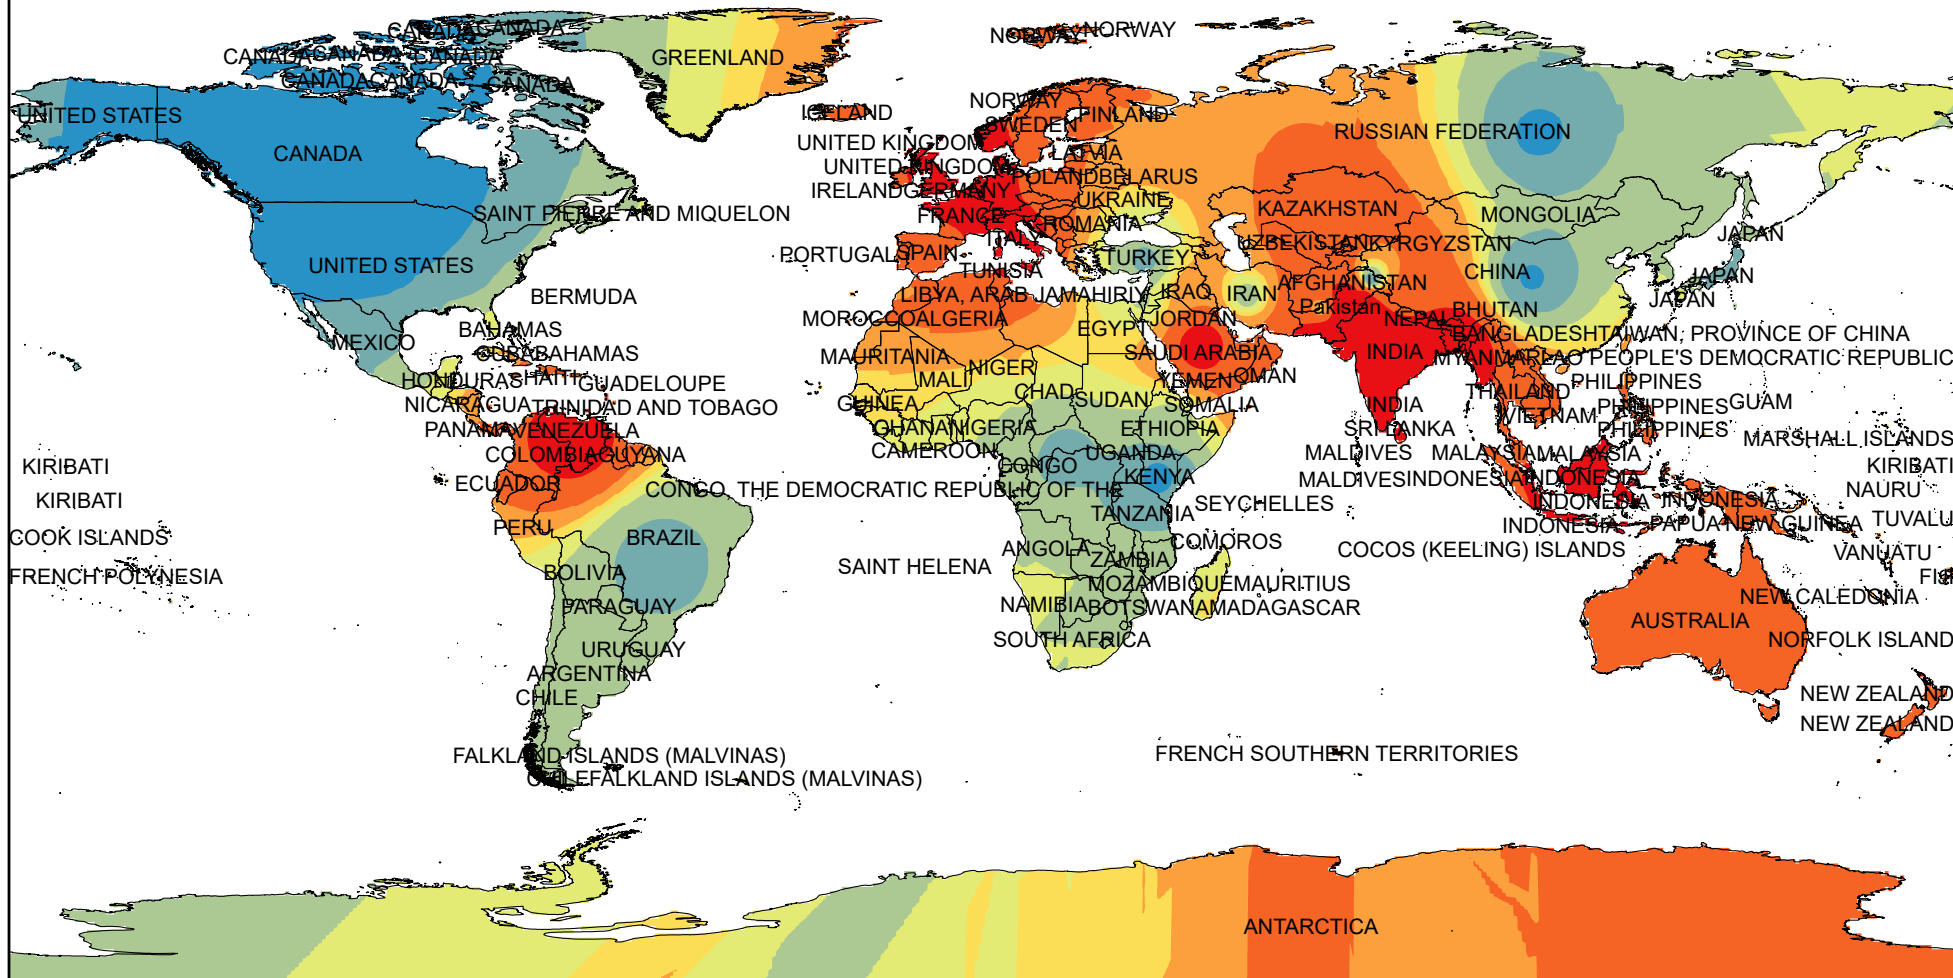 CANADA
CANADA
CANADA
CANADA
CANADA
CANADA
CANADA
CANADA
GREENLAND
NORWAY
NORWAY
UNITED STATES
CANADA
ICELAND
NORWAY
SWEDEN
FINLAND
RUSSIAN FEDERATION
UNITED KINGDOM
UNITED KINGDOM
LATVIA
IRELAND
GERMANY
POLAND
BELARUS
SAINT PIERRE AND MIQUELON
FRANCE
UKRAINE
ROMANIA
KAZAKHSTAN
MONGOLIA
JAPAN
PORTUGAL
SPAIN
ITALY
TURKEY
UZBEKISTAN
KYRGYZSTAN
UNITED STATES
TUNISIA
CHINA
JAPAN
BERMUDA
LIBYA, ARAB JAMAHIRIY
IRAQ
IRAN
AFGHANISTAN
Pakistan
BHUTAN
JAPAN
MOROCCO
ALGERIA
EGYPT
JORDAN
NEPAL
BAHAMAS
MEXICO
CUBA
BAHAMAS
BANGLADESH
TAIWAN, PROVINCE OF CHINA
MAURITANIA
NIGER
SAUDI ARABIA
INDIA
MYANMAR
LAO PEOPLE'S DEMOCRATIC REPUBLIC
HONDURAS
HAITI
GUADELOUPE
MALI
CHAD
SUDAN
YEMEN
OMAN
THAILAND
PHILIPPINES
NICARAGUA
TRINIDAD AND TOBAGO
GUINEA
SOMALIA
INDIA
VIETNAM
PHILIPPINES
GUAM
PANAMA
VENEZUELA
GHANA
NIGERIA
ETHIOPIA
SRI LANKA
PHILIPPINES
MARSHALL ISLANDS
COLOMBIA
GUYANA
CAMEROON
UGANDA
MALDIVES
MALAYSIA
MALAYSIA
KIRIBATI
CONGO
KENYA
KIRIBATI
ECUADOR
CONGO, THE DEMOCRATIC REPUBLIC OF THE
MALDIVES
INDONESIA
INDONESIA
NAURU
KIRIBATI
SEYCHELLES
INDONESIA
INDONESIA
PERU
TANZANIA
INDONESIA
PAPUA NEW GUINEA
TUVALU
COOK ISLANDS
BRAZIL
ANGOLA
ZAMBIA
COMOROS
COCOS (KEELING) ISLANDS
VANUATU
FRENCH POLYNESIA
BOLIVIA
SAINT HELENA
MOZAMBIQUE
MAURITIUS
PARAGUAY
NAMIBIA
BOTSWANA
MADAGASCAR
NEW CALEDONIA
AUSTRALIA
SOUTH AFRICA
NORFOLK ISLAND
URUGUAY
ARGENTINA
CHILE
NEW ZEALAND
NEW ZEALAND
FALKLAND ISLANDS (MALVINAS)
FRENCH SOUTHERN TERRITORIES
CHILE
FALKLAND ISLANDS (MALVINAS)
ANTARCTICA